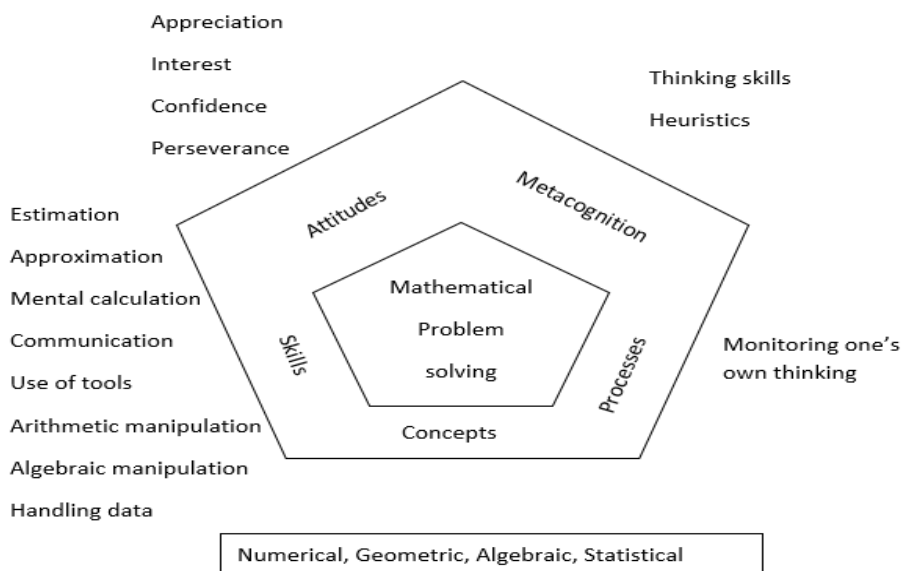 Appreciation
Interest
Confidence
Perseverance
Thinking skills
Heuristics
Estimation
Approximation
Mental calculation
Communication
Use of tools
Arithmetic manipulation
Algebraic manipulation
Handling data
Attitudes
Metacognition
Skills
Mathematical
Problem
solving
Processes
Concepts
Monitoring one’s
own thinking
Numerical, Geometric, Algebraic, Statistical